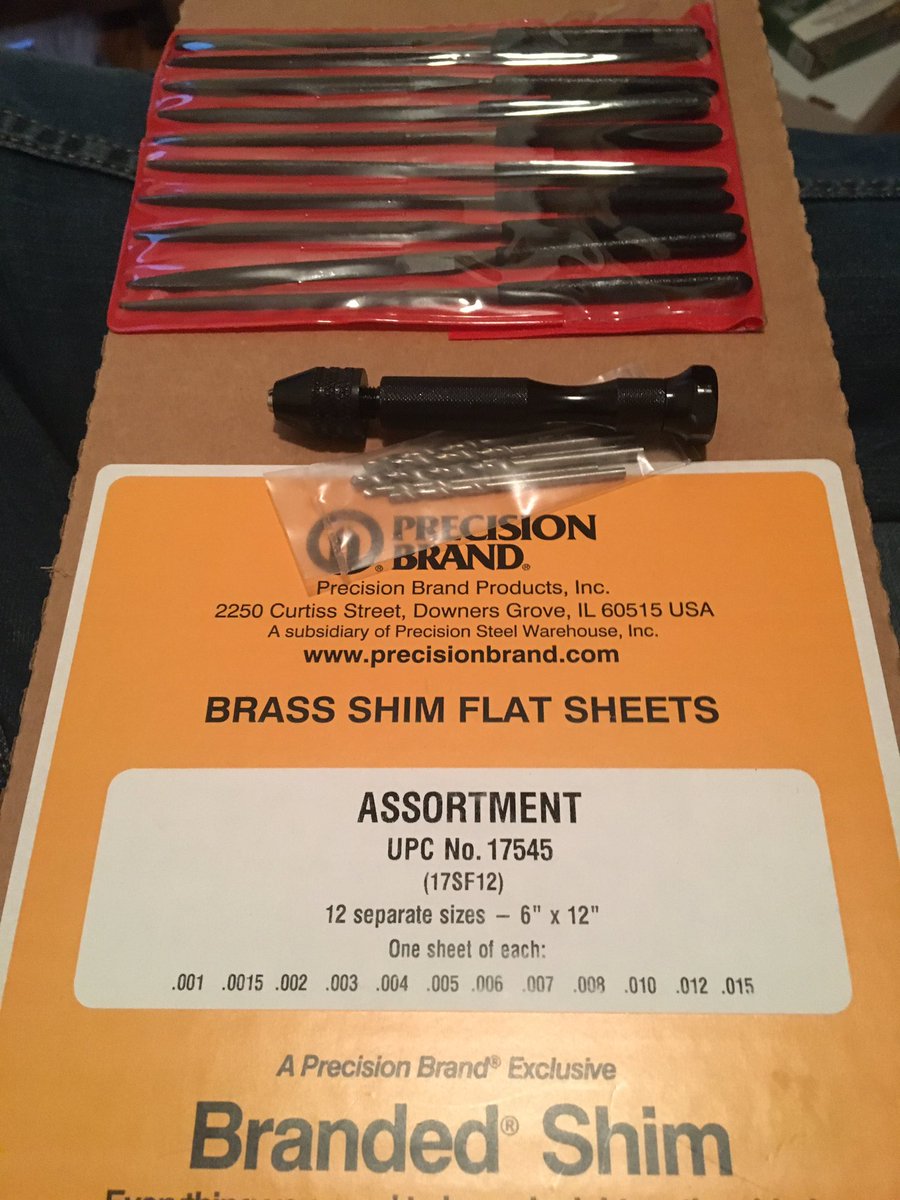 PRECISION
BRAND®
Precision Brand Products, Inc.
2250 Curtiss Street, Downers Grove, IL 60515 USA
A subsidiary of Precision Steel Warehouse, Inc.
www.precisionbrand.com
BRASS SHIM FLAT SHEETS
ASSORTMENT
UPC No. 17545
(17SF12)
12 separate sizes – 6" x 12"
One sheet of each:
.001 .0015 .002 .003 .004 .005 .006 .007 .008 .010 .012 .015
A Precision Brand® Exclusive
Branded® Shim